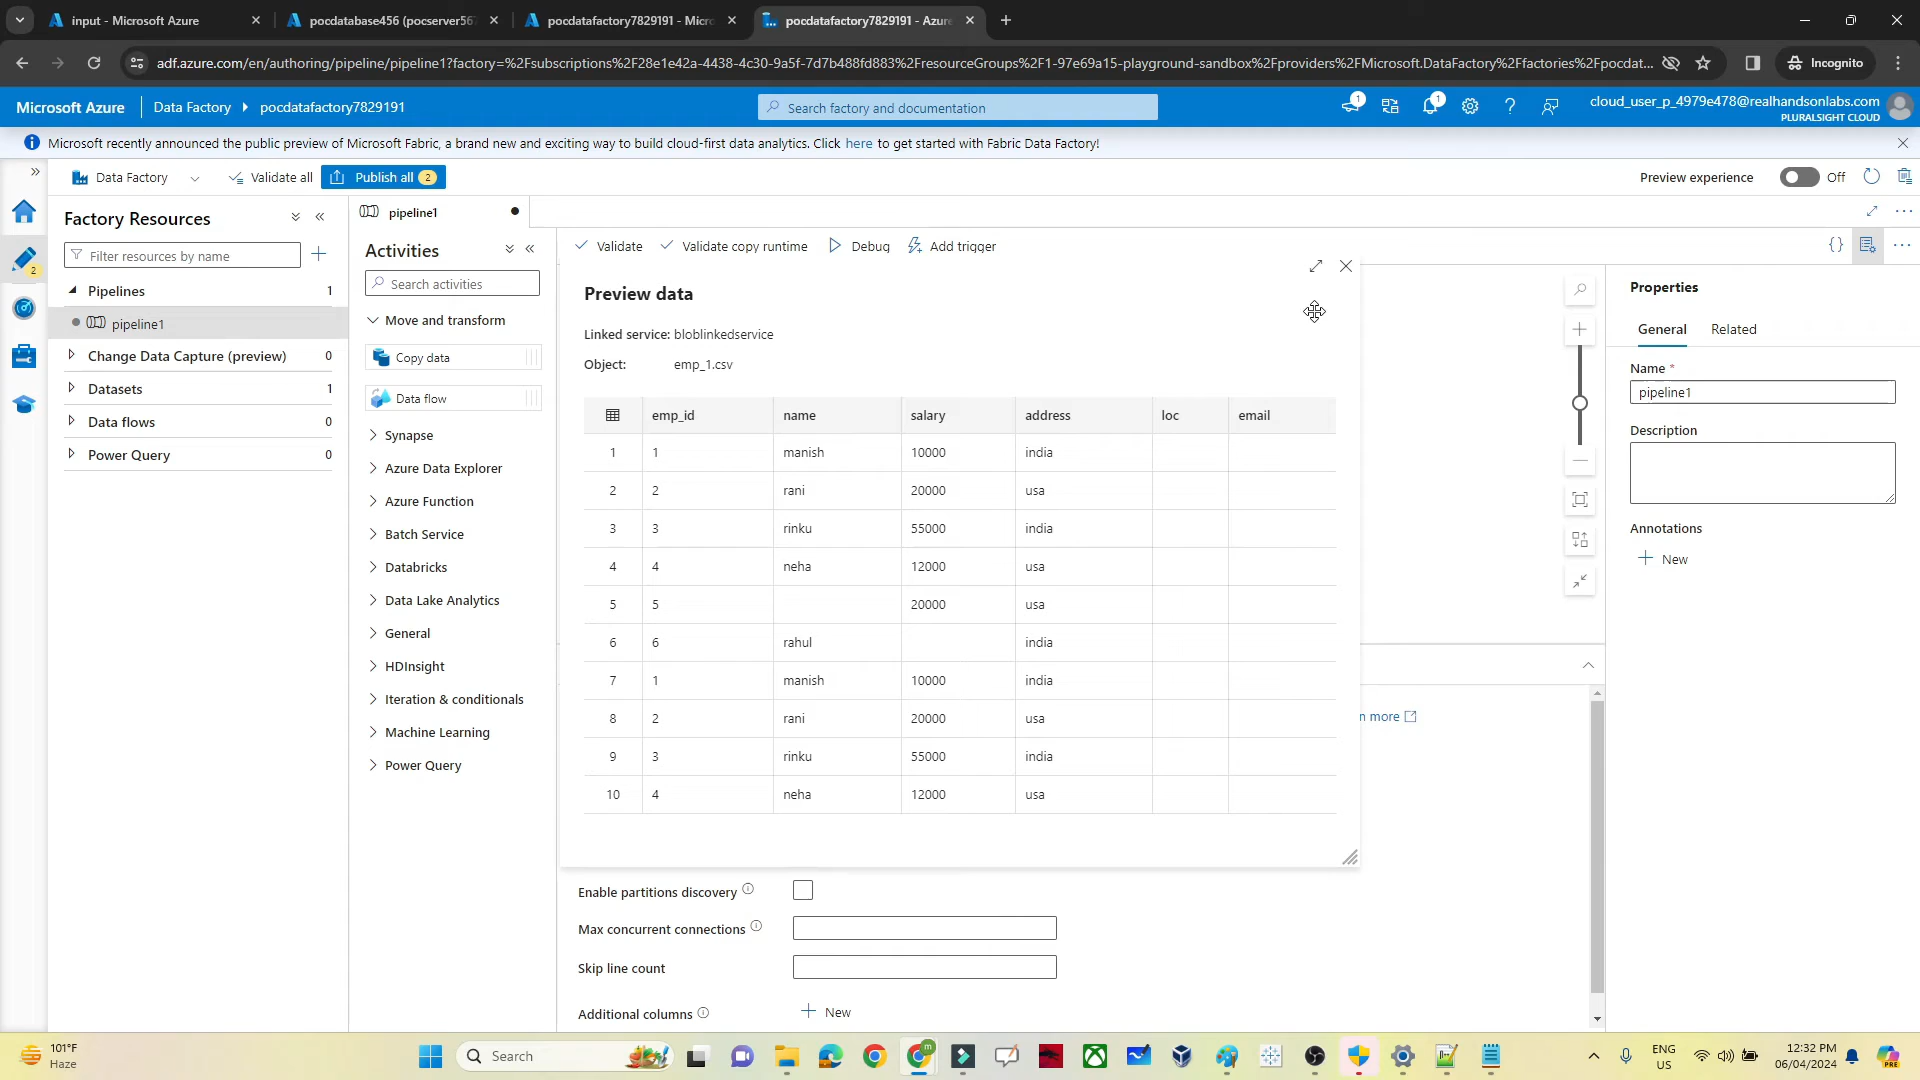 input - Microsoft Azure
pocdatabase456 (pocserver567
pocdatafactory7829191 - Micro
pocdatafactory7829191 - Azure
adf.azure.com/en/authoring/pipeline/pipeline1?factory=%2Fsubscriptions%2F28e1e42a-4438-4c30-9a5f-7d7b488fd883%2FresourceGroups%2F1-97e69a15-playground-sandbox%2Fproviders%2FMicrosoft.DataFactory%2Ffactories%2Fpocdat...
Incognito
Microsoft Azure
Data Factory
pocdatafactory7829191
Search factory and documentation
1
1
cloud_user_p_4979e478@realhandsonlabs.com
PLURALSIGHT CLOUD
Microsoft recently announced the public preview of Microsoft Fabric, a brand new and exciting way to build cloud-first data analytics. Click here to get started with Fabric Data Factory!
Data Factory
Validate all
Publish all 2
Preview experience
Off
2
Factory Resources
Filter resources by name
Pipelines 1
pipeline1
Change Data Capture (preview) 0
Datasets 1
Data flows 0
Power Query 0
pipeline1
Activities
Search activities
Move and transform
Copy data
Data flow
Synapse
Azure Data Explorer
Azure Function
Batch Service
Databricks
Data Lake Analytics
General
HDInsight
Iteration & conditionals
Machine Learning
Power Query
Validate
Validate copy runtime
Debug
Add trigger
Preview data
Linked service: bloblinkedservice
Object: emp_1.csv
emp_id name salary address loc email
1 1 manish 10000 india
2 2 rani 20000 usa
3 3 rinku 55000 india
4 4 neha 12000 usa
5 5 20000 usa
6 6 rahul india
7 1 manish 10000 india
8 2 rani 20000 usa
9 3 rinku 55000 india
10 4 neha 12000 usa
n more
Enable partitions discovery
Max concurrent connections
Skip line count
Additional columns
New
Properties
General
Related
Name *
pipeline1
Description
Annotations
New
101°F
Haze
Search
ENG
US
12:32 PM
06/04/2024